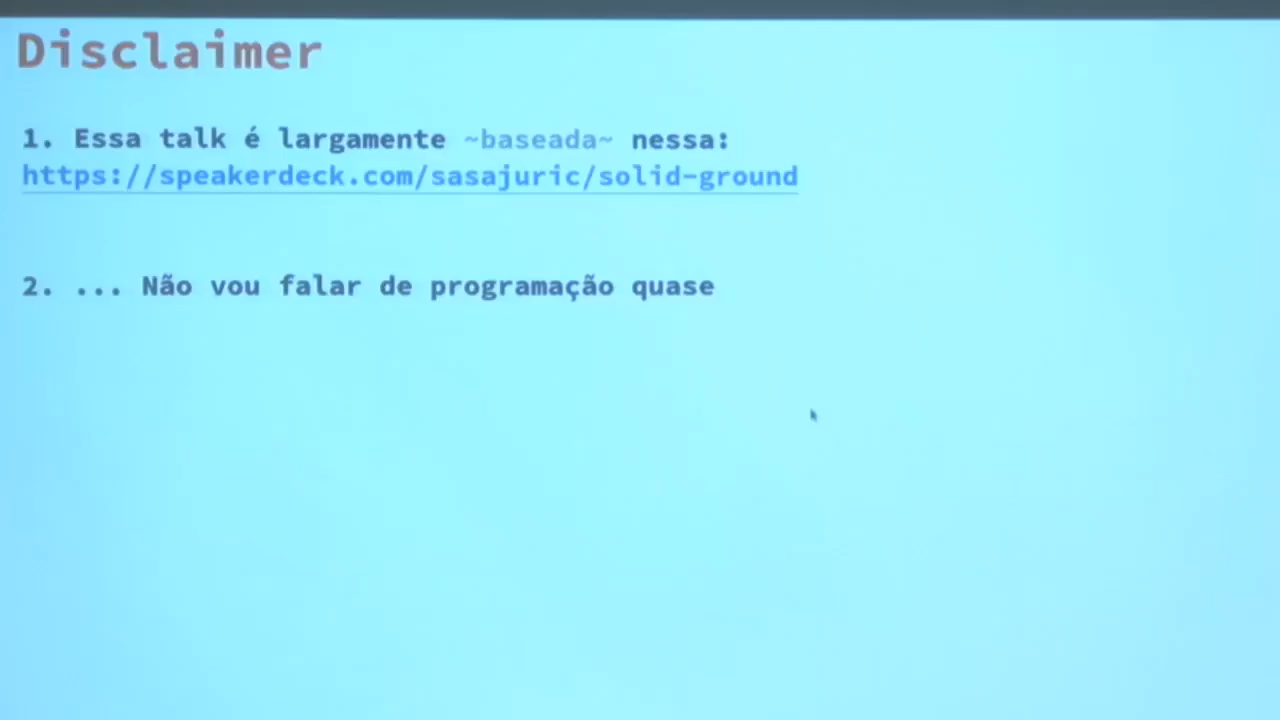 Disclaimer
1. Essa talk é largamente ~baseada~ nessa:
https://speakerdeck.com/sasajuric/solid-ground
2. ... Não vou falar de programação quase